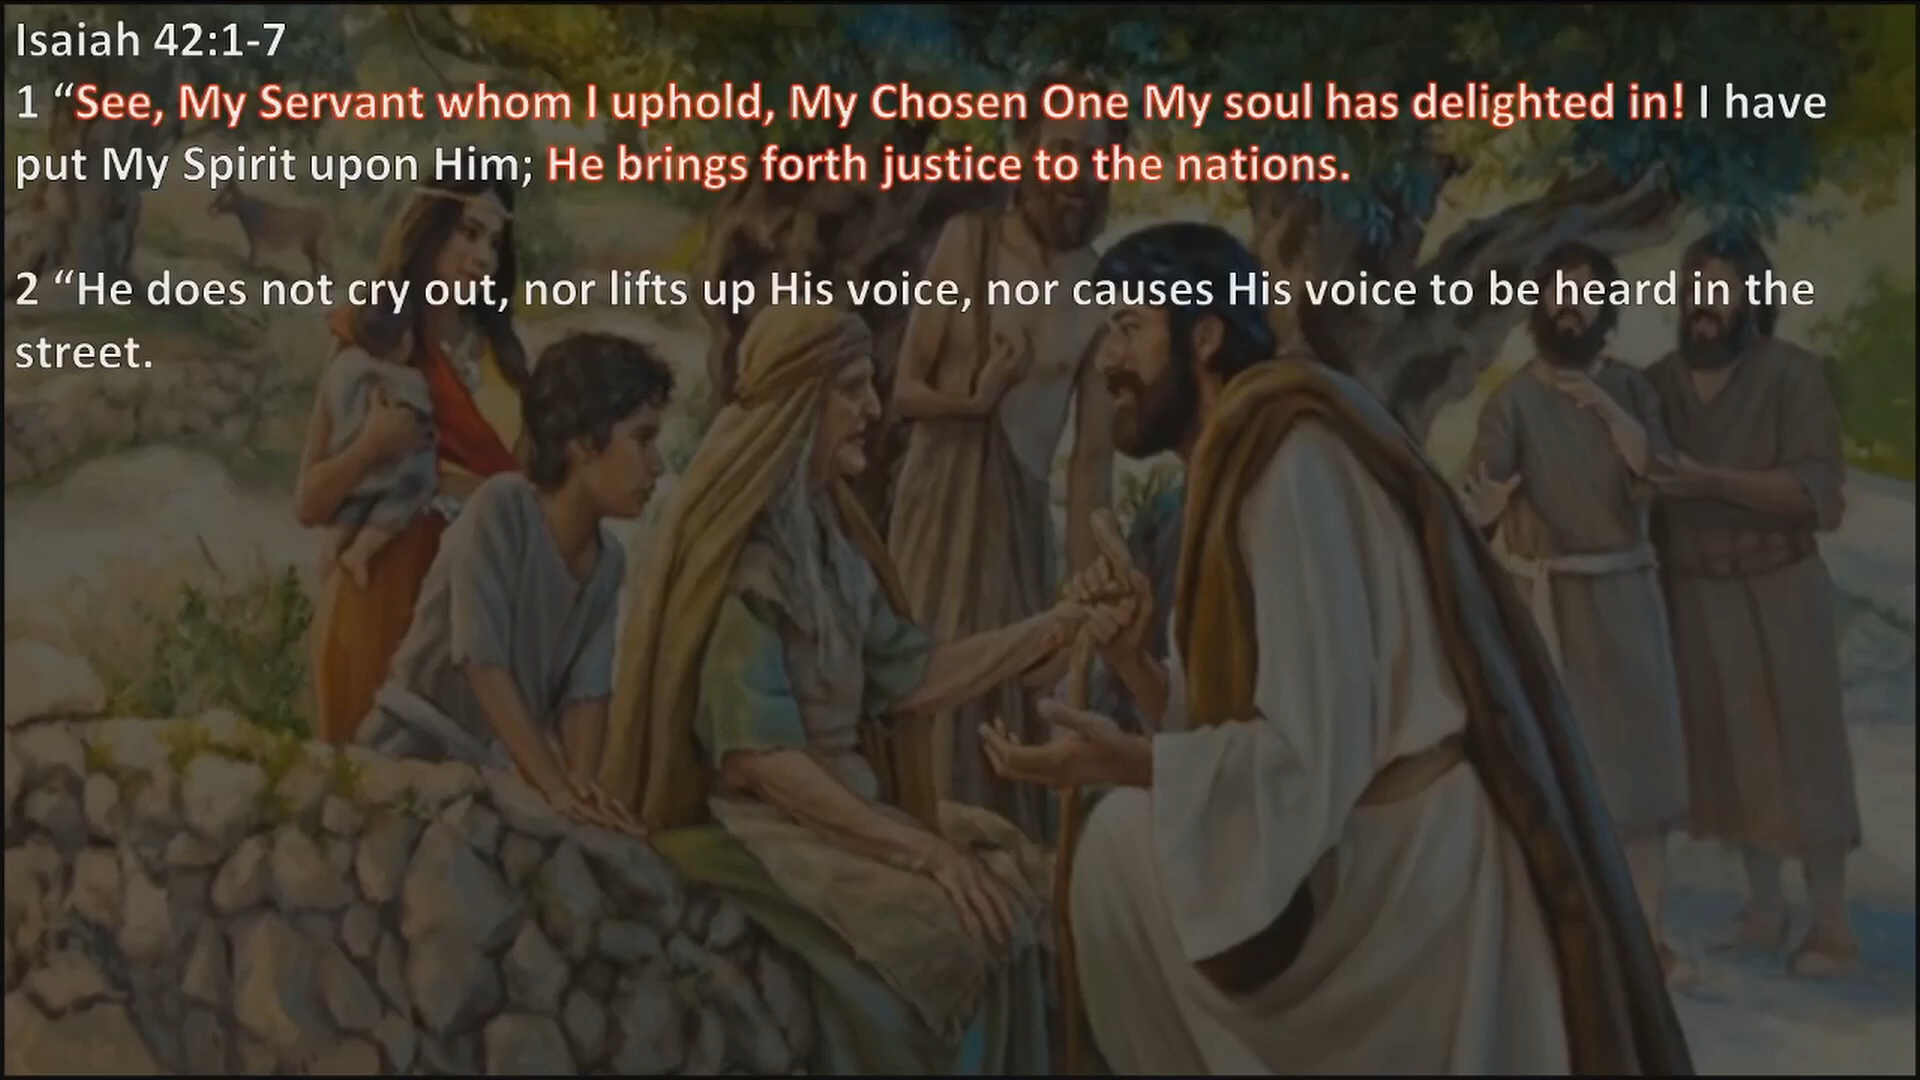 Isaiah 42:1-7
1 “See, My Servant whom I uphold, My Chosen One My soul has delighted in! I have
put My Spirit upon Him; He brings forth justice to the nations.
2 “He does not cry out, nor lifts up His voice, nor causes His voice to be heard in the
street.